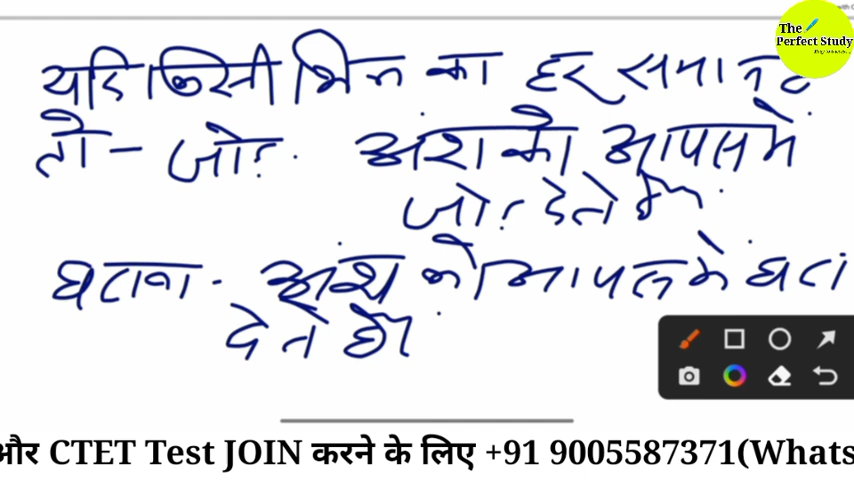 The
Perfect Study
यदि किसी भिन्न का हर समान हो
तो - जोड़. अंश को आपस में
जोड़ देते हैं.
घटाना - अंश को आपस में घटा
देते हैं।
और CTET Test JOIN करने के लिए +91 9005587371(Whats